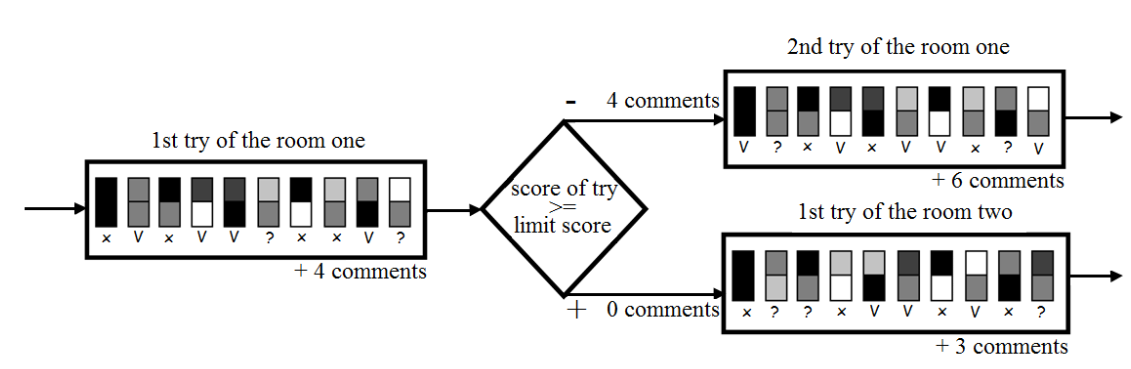 1st try of the room one
x V x V V ? x x V ?
+ 4 comments
score of try
>=
limit score
- 4 comments
+ 0 comments
2nd try of the room one
V ? x V x V V x ? V
+ 6 comments
1st try of the room two
x ? ? x V V x V x ?
+ 3 comments